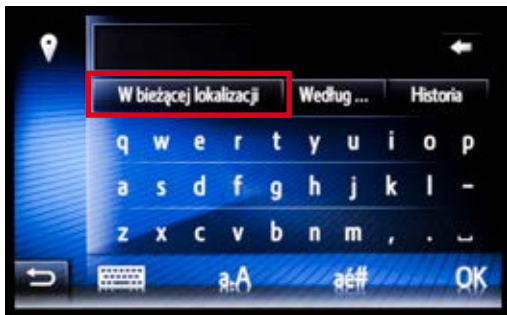 W bieżącej lokalizacji Według ... Historia
q w e r t y u i o p
a s d f g h j k l -
z x c v b n m , . ⎵
a:A aé# OK